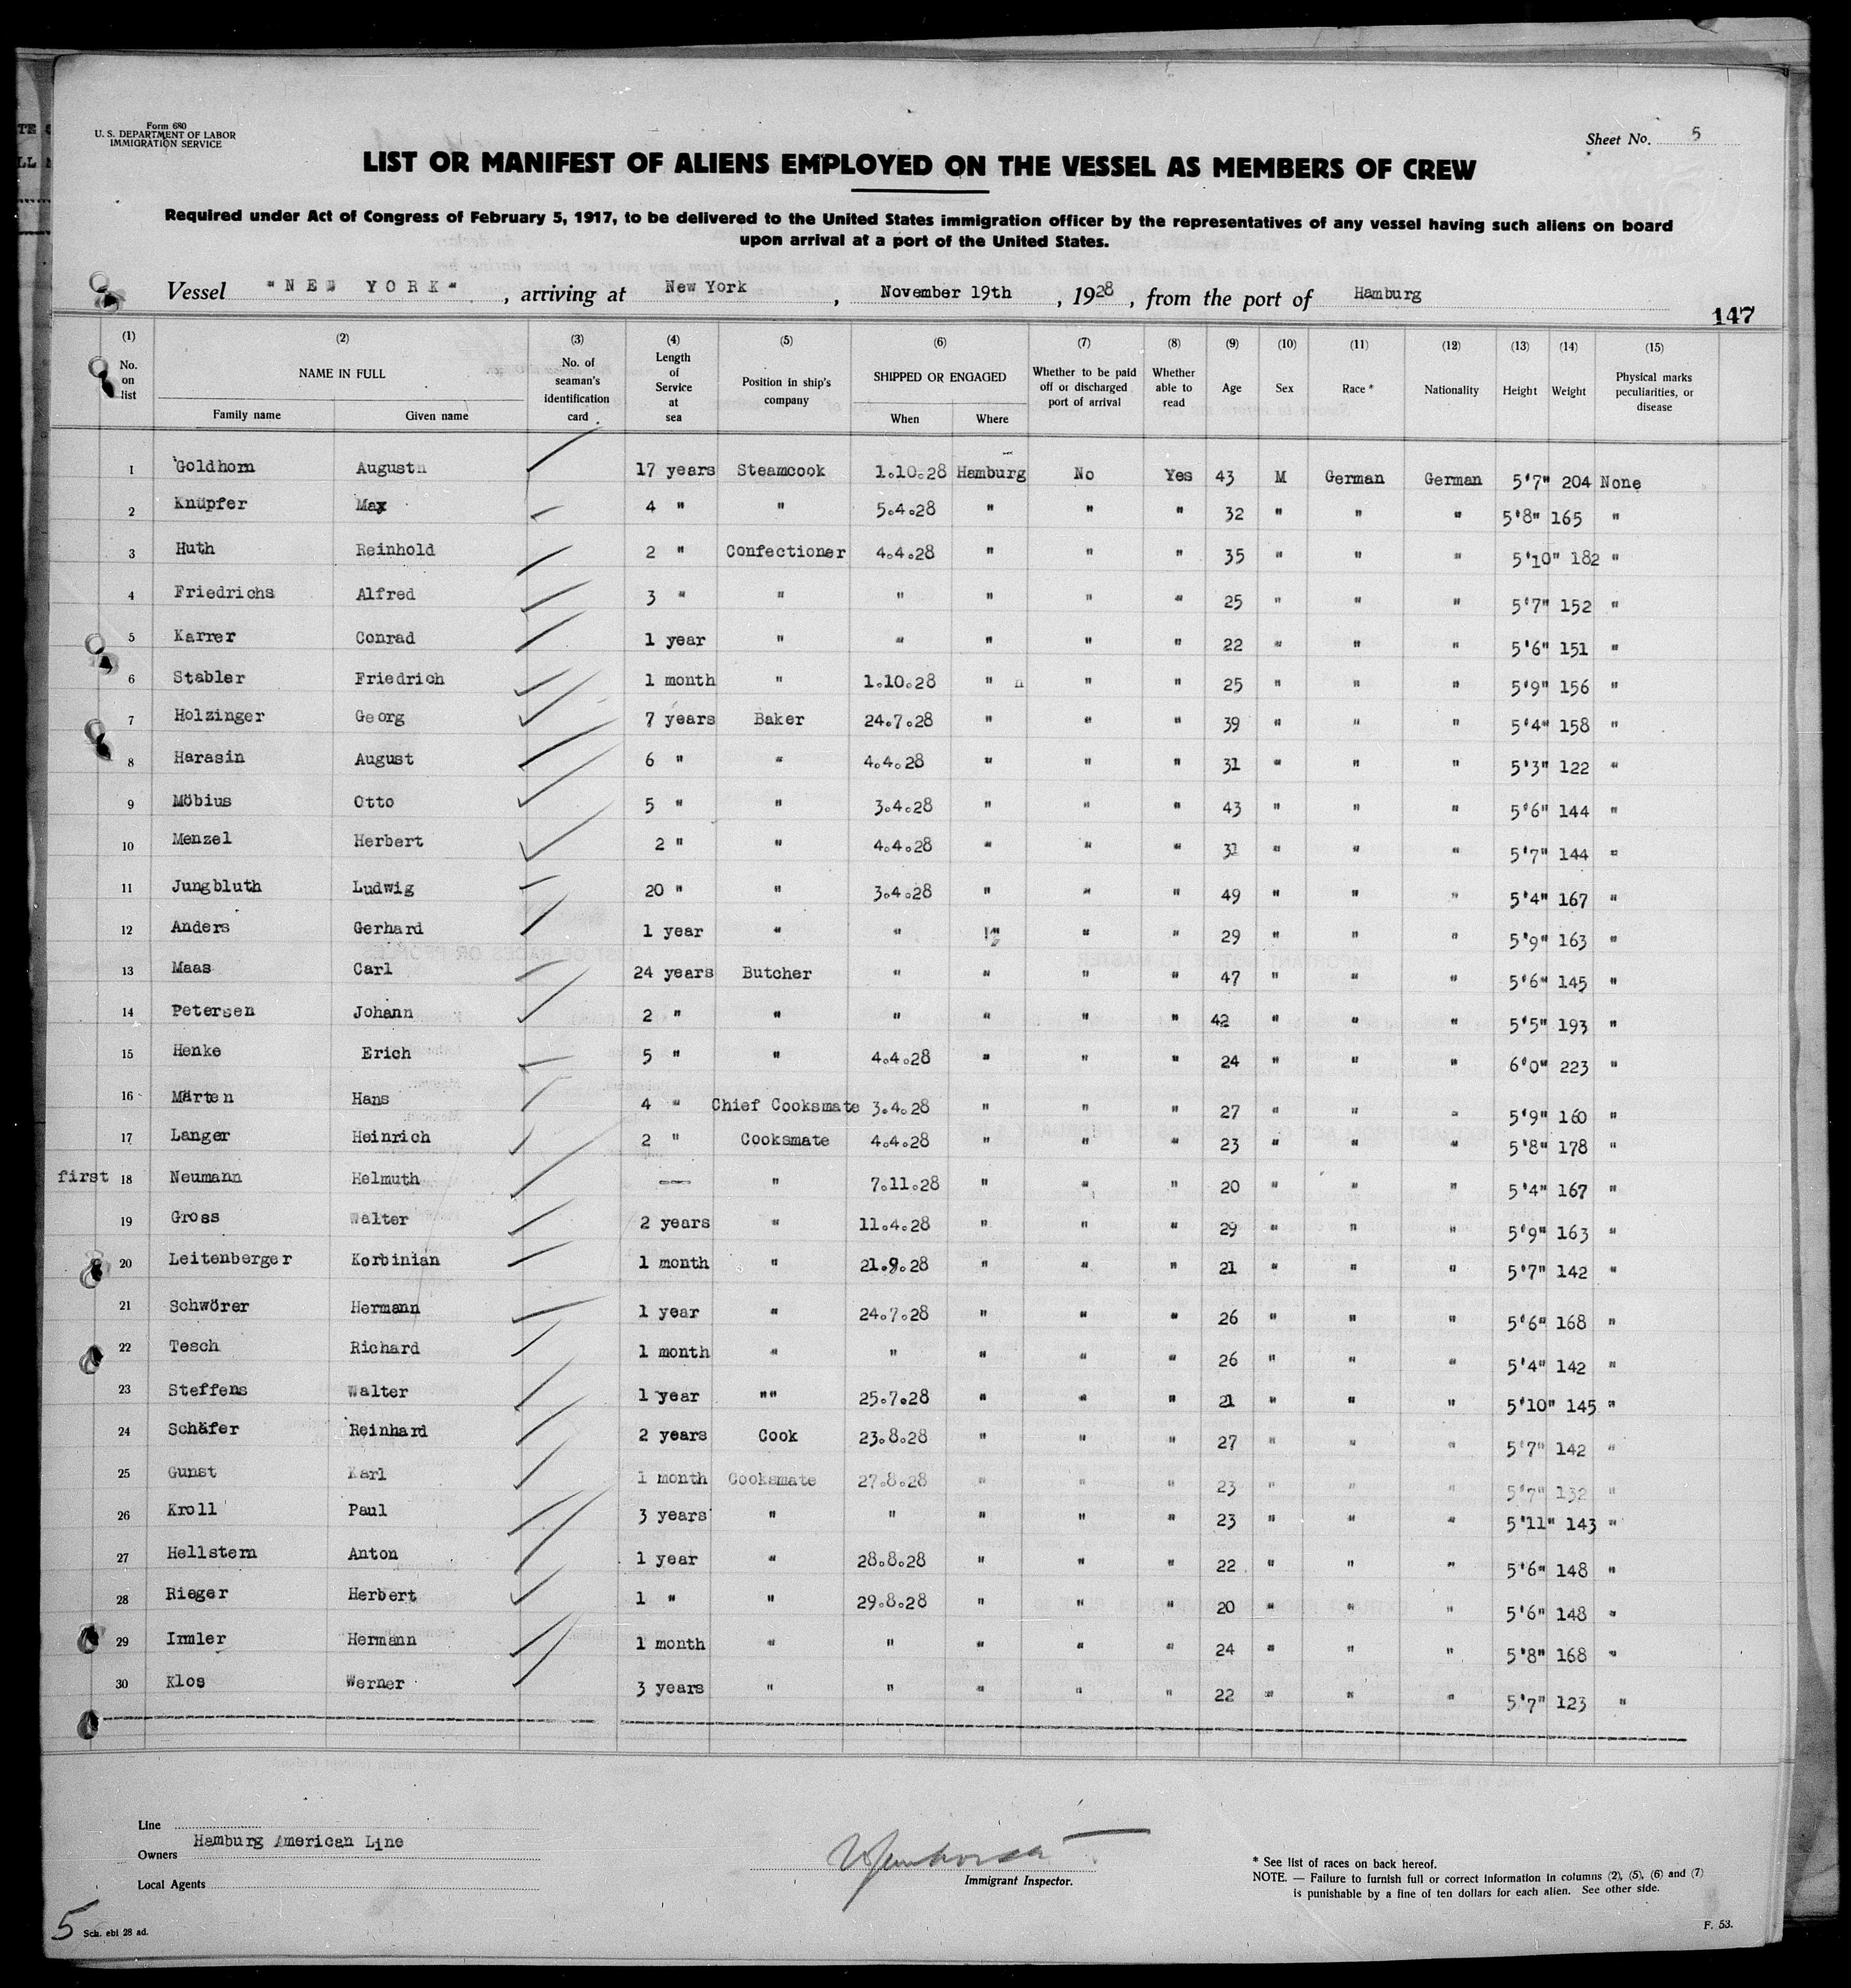 Form 680
U. S. DEPARTMENT OF LABOR
IMMIGRATION SERVICE
Sheet No. 5
LIST OR MANIFEST OF ALIENS EMPLOYED ON THE VESSEL AS MEMBERS OF CREW
Required under Act of Congress of February 5, 1917, to be delivered to the United States immigration officer by the representatives of any vessel having such aliens on board
upon arrival at a port of the United States.
Vessel "NEW YORK", arriving at New York, November 19th, 1928, from the port of Hamburg
147
(1) (2) (3) (4) (5) (6) (7) (8) (9) (10) (11) (12) (13) (14) (15)
No. on list NAME IN FULL Family name Given name No. of seaman's identification card. Length of Service at sea Position in ship's company SHIPPED OR ENGAGED When Where Whether to be paid off or discharged port of arrival Whether able to read Age Sex Race* Nationality Height Weight Physical marks peculiarities, or disease
1 Goldhorn August 17 years Steamcook 1.10.28 Hamburg No Yes 43 M German German 5'7" 204 None
2 Knüpfer Max 4 " " 5.4.28 " " " 32 " " " 5'8" 165 "
3 Huth Reinhold 2 " Confectioner 4.4.28 " " " 35 " " " 5'10" 182 "
4 Friedrichs Alfred 3 " " " " " " 25 " " " 5'7" 152 "
5 Karrer Conrad 1 year " " " " " 22 " " " 5'6" 151 "
6 Stabler Friedrich 1 month " 1.10.28 " " " 25 " " " 5'9" 156 "
7 Holzinger Georg 7 years Baker 24.7.28 " " " 39 " " " 5'4" 158 "
8 Harasin August 6 " " 4.4.28 " " " 31 " " " 5'3" 122 "
9 Möbius Otto 5 " " 3.4.28 " " " 43 " " " 5'6" 144 "
10 Menzel Herbert 2 " " 4.4.28 " " " 31 " " " 5'7" 144 "
11 Jungbluth Ludwig 20 " " 3.4.28 " " " 49 " " " 5'4" 167 "
12 Anders Gerhard 1 year " " " " " 29 " " " 5'9" 163 "
13 Maas Carl 24 years Butcher " " " " 47 " " " 5'6" 145 "
14 Petersen Johann 2 " " " " " " 42 " " " 5'5" 193 "
15 Henke Erich 5 " " 4.4.28 " " " 24 " " " 6'0" 223 "
16 Märten Hans 4 " Chief Cooksmate 3.4.28 " " " 27 " " " 5'9" 160 "
17 Langer Heinrich 2 " Cooksmate 4.4.28 " " " 23 " " " 5'8" 178 "
first 18 Neumann Helmuth — " 7.11.28 " " " 20 " " " 5'4" 167 "
19 Gross Walter 2 years " 11.4.28 " " " 29 " " " 5'9" 163 "
20 Leitenberger Korbinian 1 month " 21.9.28 " " " 21 " " " 5'7" 142 "
21 Schwörer Hermann 1 year " 24.7.28 " " " 26 " " " 5'6" 168 "
22 Tesch Richard 1 month " " " " " 26 " " " 5'4" 142 "
23 Steffens Walter 1 year "" 25.7.28 " " " 21 " " " 5'10" 145 "
24 Schäfer Reinhard 2 years Cook 23.8.28 " " " 27 " " " 5'7" 142 "
25 Gunst Karl 1 month Cooksmate 27.8.28 " " " 23 " " " 5'7" 132 "
26 Kroll Paul 3 years " " " " " 23 " " " 5'11" 143 "
27 Hellstern Anton 1 year " 28.8.28 " " " 22 " " " 5'6" 148 "
28 Rieger Herbert 1 " " 29.8.28 " " " 20 " " " 5'6" 148 "
29 Irmler Hermann 1 month " " " " " 24 " " " 5'8" 168 "
30 Klos Werner 3 years " " " " " 22 " " " 5'7" 123 "
Line
Owners Hamburg American Line
Local Agents
Immigrant Inspector.
* See list of races on back hereof.
NOTE. — Failure to furnish full or correct information in columns (2), (5), (6) and (7)
is punishable by a fine of ten dollars for each alien. See other side.
5 Sch. ebl 28 ad.
F. 53.